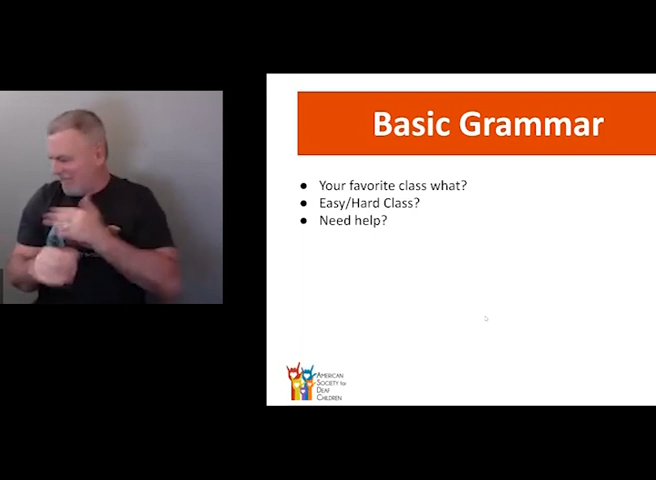 Basic Grammar
● Your favorite class what?
● Easy/Hard Class?
● Need help?
American
Society for
Deaf
Children